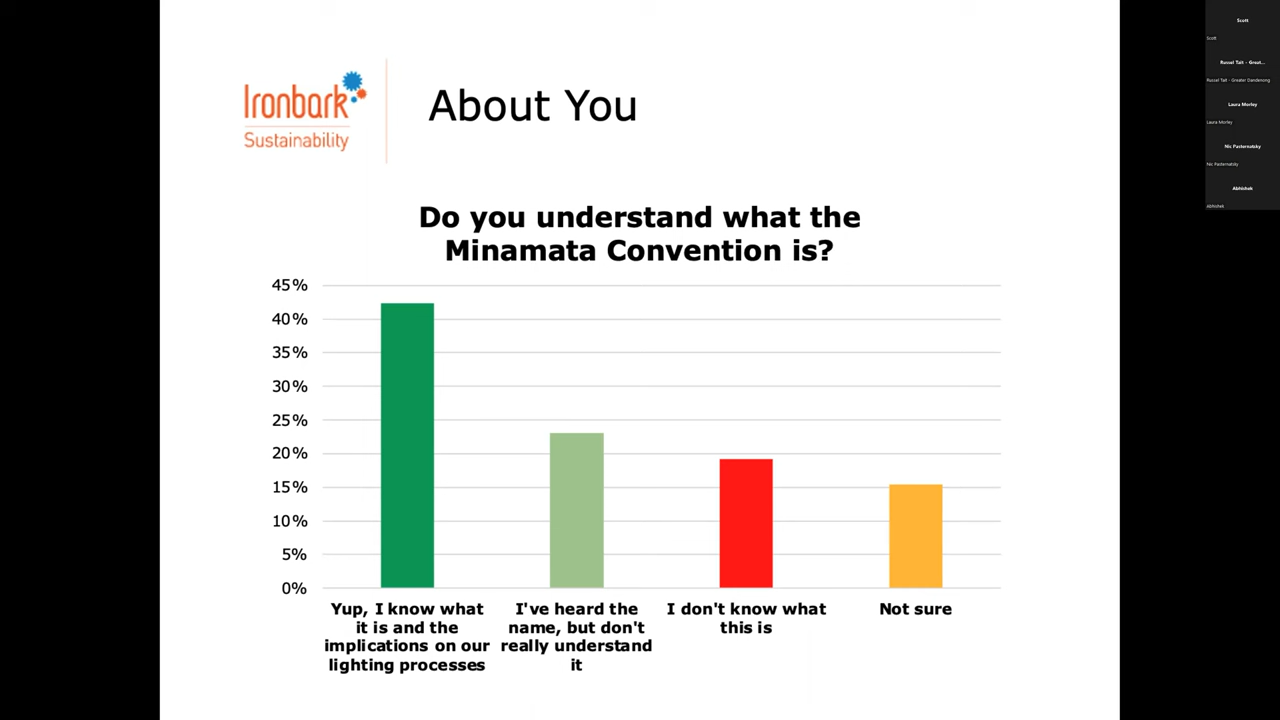 Ironbark
Sustainability
About You
Do you understand what the
Minamata Convention is?
45%
40%
35%
30%
25%
20%
15%
10%
5%
0%
Yup, I know what
it is and the
implications on our
lighting processes
I've heard the
name, but don't
really understand
it
I don't know what
this is
Not sure
Scott
Scott
Russel Tait - Great...
Russel Tait - Greater Dandenong
Laura Morley
Laura Morley
Nic Pasternatsky
Nic Pasternatsky
Abhishek
Abhishek